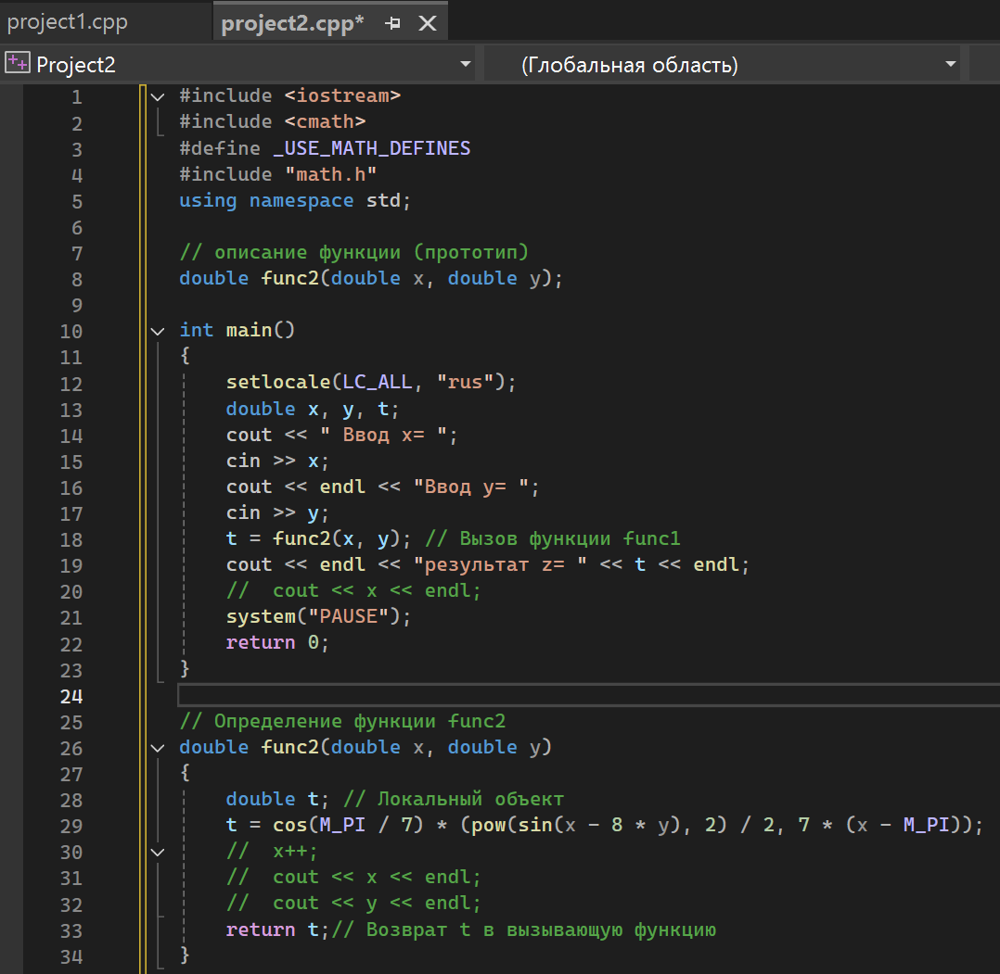 project1.cpp
project2.cpp*
Project2
(Глобальная область)
1 #include <iostream>
2 #include <cmath>
3 #define _USE_MATH_DEFINES
4 #include "math.h"
5 using namespace std;
6
7 // описание функции (прототип)
8 double func2(double x, double y);
9
10 int main()
11 {
12 setlocale(LC_ALL, "rus");
13 double x, y, t;
14 cout << " Ввод x= ";
15 cin >> x;
16 cout << endl << "Ввод y= ";
17 cin >> y;
18 t = func2(x, y); // Вызов функции func1
19 cout << endl << "результат z= " << t << endl;
20 //  cout << x << endl;
21 system("PAUSE");
22 return 0;
23 }
24
25 // Определение функции func2
26 double func2(double x, double y)
27 {
28 double t; // Локальный объект
29 t = cos(M_PI / 7) * (pow(sin(x - 8 * y), 2) / 2, 7 * (x - M_PI));
30 //  x++;
31 //  cout << x << endl;
32 //  cout << y << endl;
33 return t;// Возврат t в вызывающую функцию
34 }